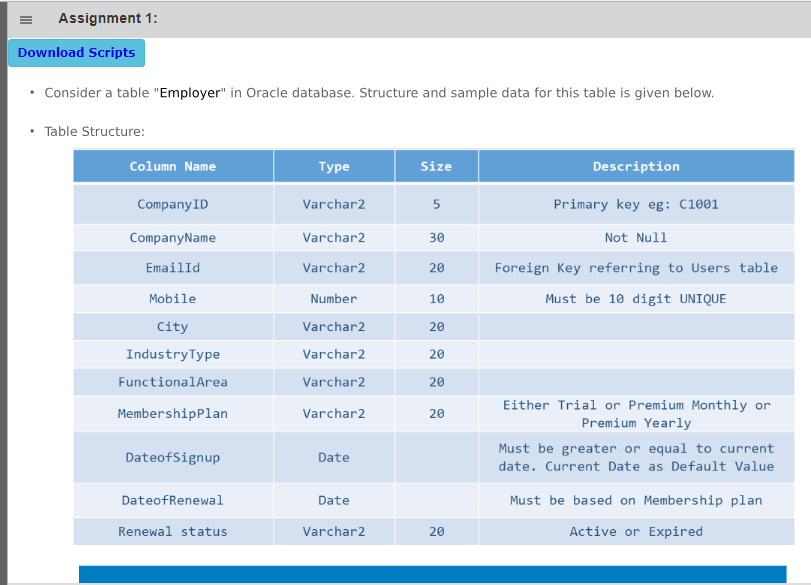 Assignment 1:
Download Scripts
• Consider a table "Employer" in Oracle database. Structure and sample data for this table is given below.
• Table Structure:
Column Name Type Size Description
CompanyID Varchar2 5 Primary key eg: C1001
CompanyName Varchar2 30 Not Null
EmailId Varchar2 20 Foreign Key referring to Users table
Mobile Number 10 Must be 10 digit UNIQUE
City Varchar2 20
IndustryType Varchar2 20
FunctionalArea Varchar2 20
MembershipPlan Varchar2 20 Either Trial or Premium Monthly or
Premium Yearly
DateofSignup Date Must be greater or equal to current
date. Current Date as Default Value
DateofRenewal Date Must be based on Membership plan
Renewal status Varchar2 20 Active or Expired